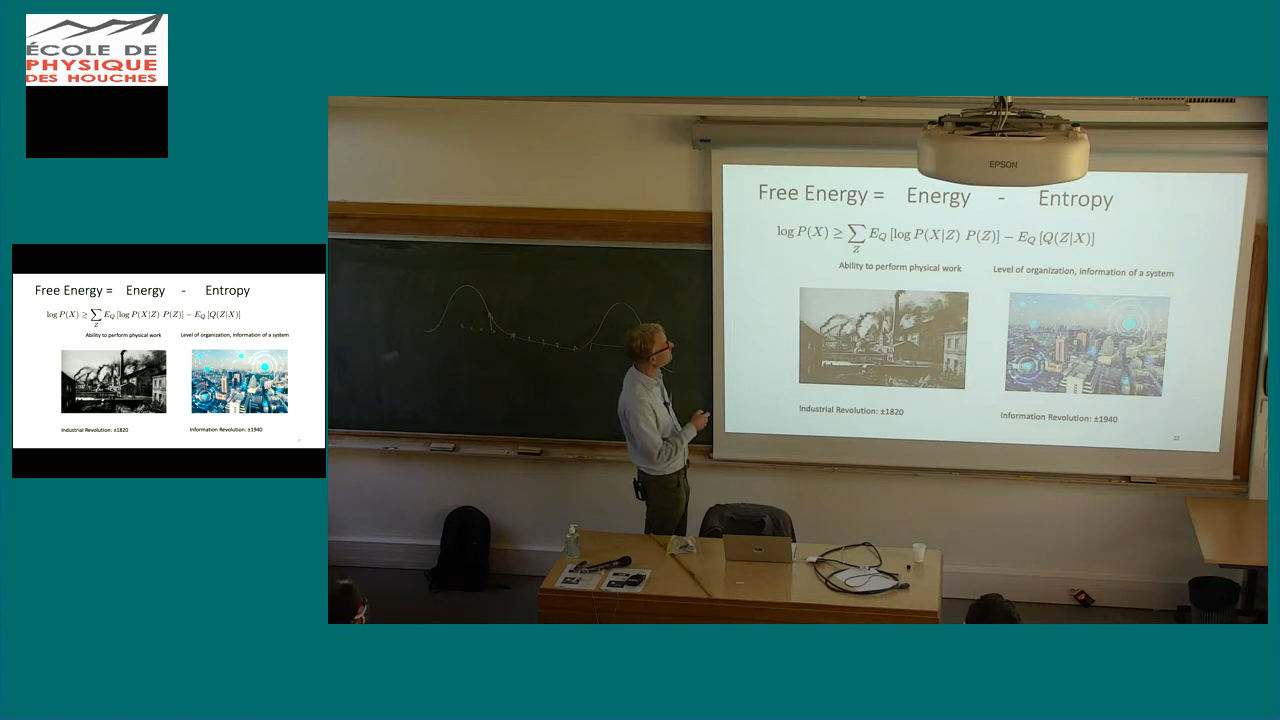 ÉCOLE DE
PHYSIQUE
DES HOUCHES
Free Energy = Energy - Entropy
log P(X) ≥ ∑_Z E_Q [log P(X|Z) P(Z)] − E_Q [Q(Z|X)]
Ability to perform physical work Level of organization, information of a system
Industrial Revolution: ±1820 Information Revolution: ±1940
EPSON
Free Energy = Energy - Entropy
log P(X) ≥ ∑_Z E_Q [log P(X|Z) P(Z)] − E_Q [Q(Z|X)]
Ability to perform physical work Level of organization, information of a system
Industrial Revolution: ±1820 Information Revolution: ±1940
22